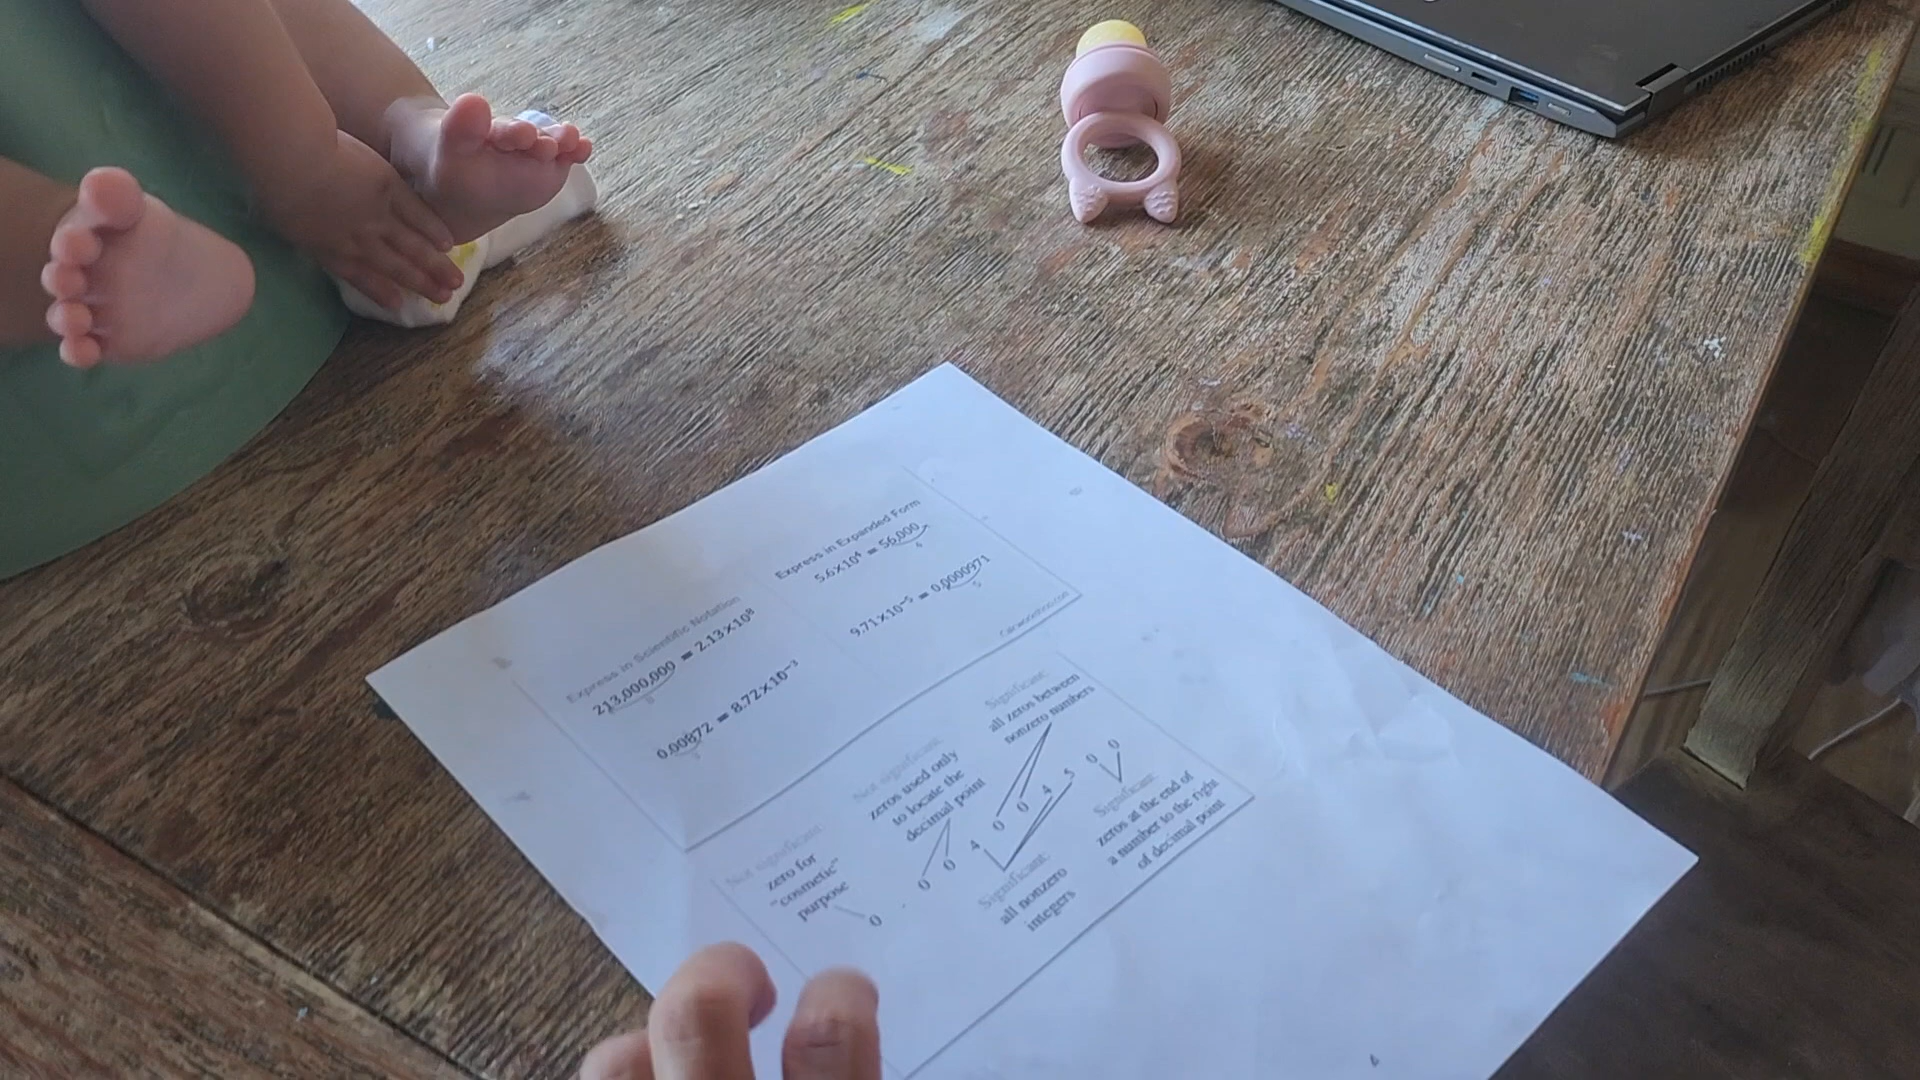 Express in Scientific Notation
213,000,000 = 2.13×10⁸
8
0.00872 = 8.72×10⁻³
3
Express in Expanded Form
5.6×10⁴ = 56,000
4
9.71×10⁻⁵ = 0.0000971
5
Not significant:
zero for
"cosmetic"
purpose
Not significant:
zeros used only
to locate the
decimal point
Significant:
all zeros between
nonzero numbers
0 . 0 0 4 0 0 4 5 0 0
Significant:
all nonzero
integers
Significant:
zeros at the end of
a number to the right
of decimal point